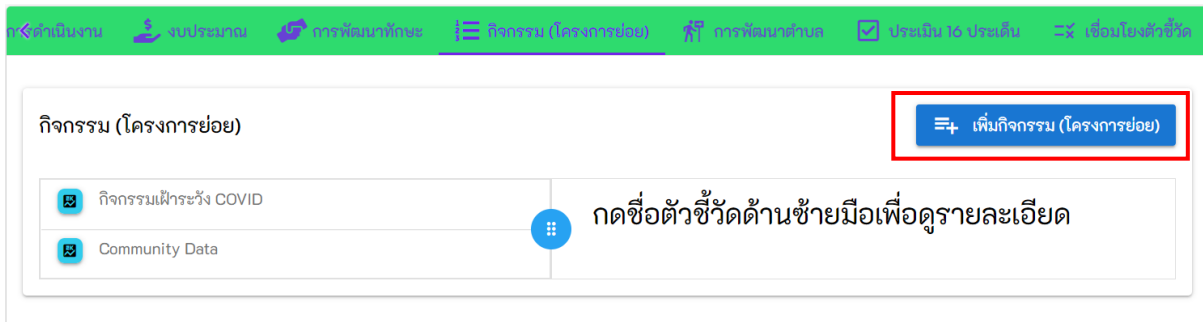 ดำเนินงาน งบประมาณ การพัฒนาทักษะ กิจกรรม (โครงการย่อย) การพัฒนาตำบล ประเมิน 16 ประเด็น เชื่อมโยงตัวชี้วัด
กิจกรรม (โครงการย่อย)
เพิ่มกิจกรรม (โครงการย่อย)
กิจกรรมเฝ้าระวัง COVID
กดชื่อตัวชี้วัดด้านซ้ายมือเพื่อดูรายละเอียด
Community Data